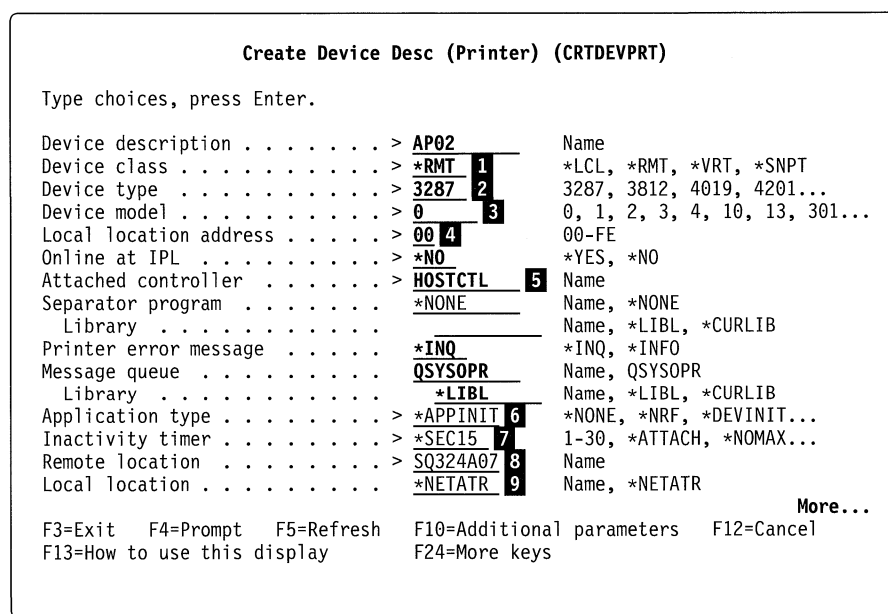 Create Device Desc (Printer) (CRTDEVPRT)
Type choices, press Enter.
Device description . . . . . . . > AP02 Name
Device class . . . . . . . . . . > *RMT 1 *LCL, *RMT, *VRT, *SNPT
Device type . . . . . . . . . . > 3287 2 3287, 3812, 4019, 4201...
Device model . . . . . . . . . . > 0 3 0, 1, 2, 3, 4, 10, 13, 301...
Local location address . . . . . > 00 4 00-FE
Online at IPL . . . . . . . . . > *NO *YES, *NO
Attached controller . . . . . . > HOSTCTL 5 Name
Separator program . . . . . . . *NONE Name, *NONE
Library . . . . . . . . . . . Name, *LIBL, *CURLIB
Printer error message . . . . . *INQ *INQ, *INFO
Message queue . . . . . . . . . QSYSOPR Name, QSYSOPR
Library . . . . . . . . . . . *LIBL Name, *LIBL, *CURLIB
Application type . . . . . . . . > *APPINIT 6 *NONE, *NRF, *DEVINIT...
Inactivity timer . . . . . . . . > *SEC15 7 1-30, *ATTACH, *NOMAX...
Remote location . . . . . . . . > SQ324A07 8 Name
Local location . . . . . . . . . *NETATR 9 Name, *NETATR
More...
F3=Exit F4=Prompt F5=Refresh F10=Additional parameters F12=Cancel
F13=How to use this display F24=More keys